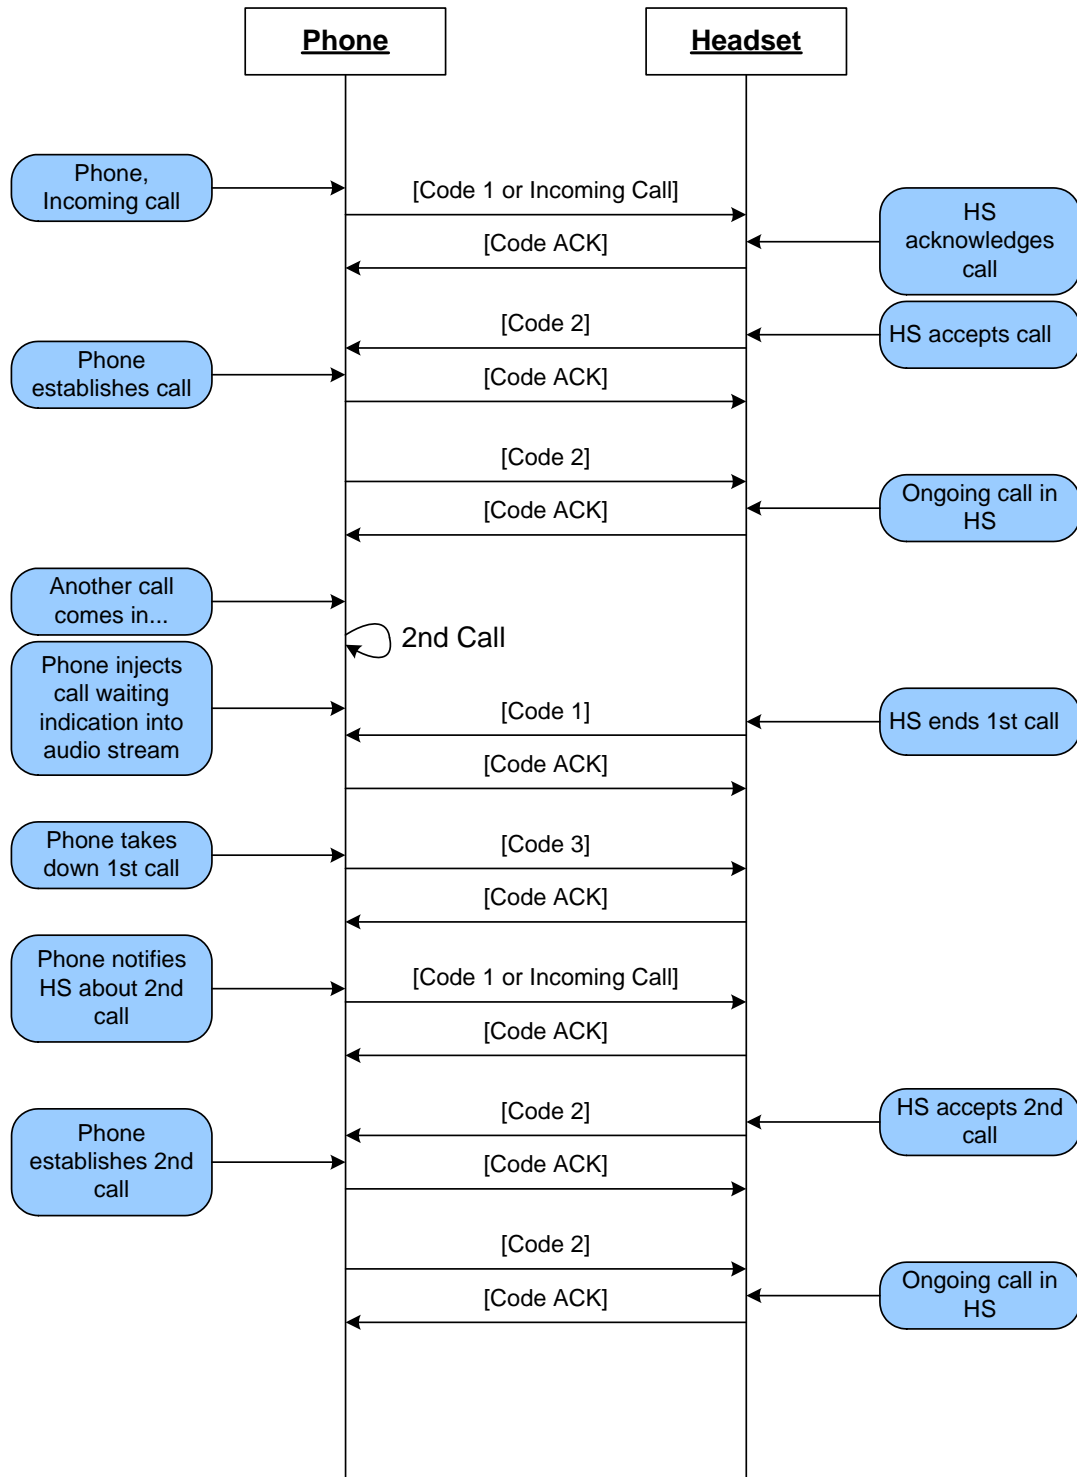 Phone
Headset
Phone,
Incoming call
[Code 1 or Incoming Call]
HS
acknowledges
call
[Code ACK]
[Code 2]
HS accepts call
Phone
establishes call
[Code ACK]
[Code 2]
Ongoing call in
HS
[Code ACK]
Another call
comes in...
2nd Call
Phone injects
call waiting
indication into
audio stream
[Code 1]
HS ends 1st call
[Code ACK]
Phone takes
down 1st call
[Code 3]
[Code ACK]
Phone notifies
HS about 2nd
call
[Code 1 or Incoming Call]
[Code ACK]
[Code 2]
HS accepts 2nd
call
Phone
establishes 2nd
call
[Code ACK]
[Code 2]
Ongoing call in
HS
[Code ACK]